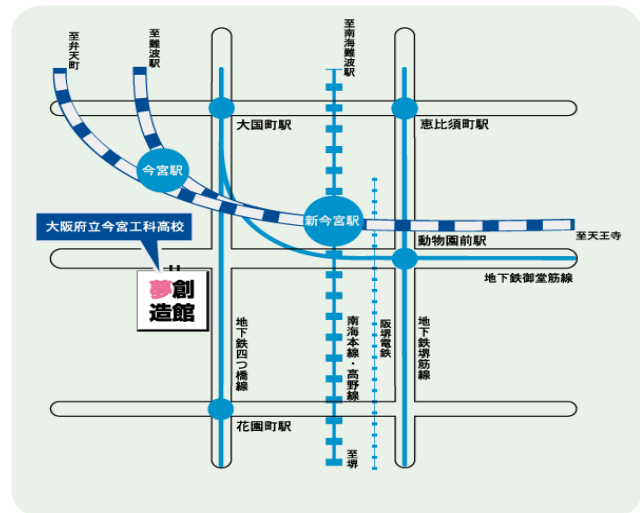 至弁天町
至難波駅
至南海難波駅
大国町駅
恵比須町駅
今宮駅
新今宮駅
大阪府立今宮工科高校
動物園前駅
至天王寺
地下鉄御堂筋線
夢創
造館
地下鉄四つ橋線
南海本線・高野線
阪堺電鉄
地下鉄堺筋線
花園町駅
至堺